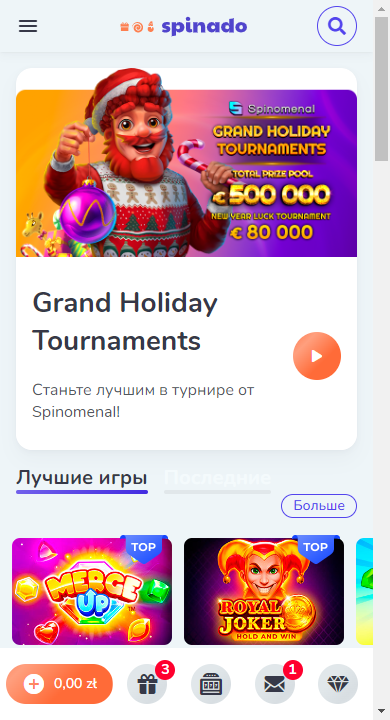 spinado
Spinomenal
GRAND HOLIDAY
TOURNAMENTS
TOTAL PRIZE POOL
€500 000
NEW YEAR LUCK TOURNAMENT
€ 80 000
Grand Holiday
Tournaments
Станьте лучшим в турнире от
Spinomenal!
Лучшие игры Последние
Больше
TOP TOP
MERGE
UP
TM
ROYAL
JOKER
HOLD AND WIN
0,00 zł 3 1